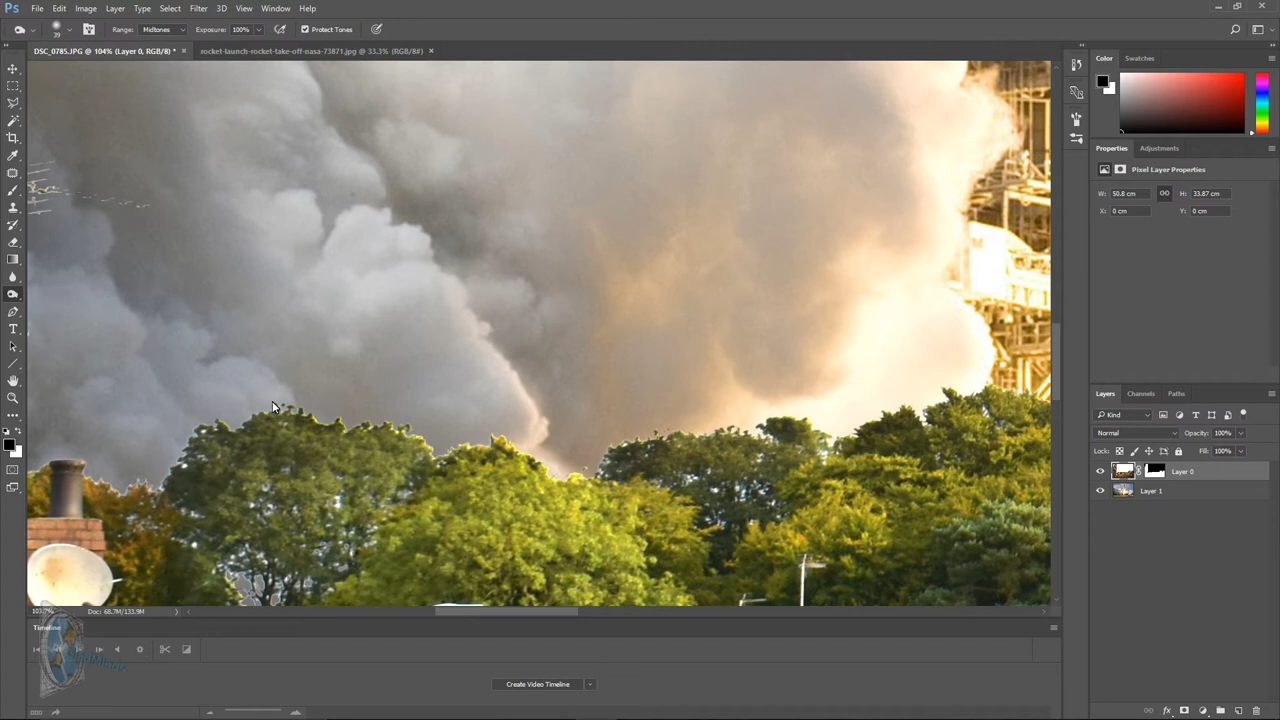 Ps File Edit Image Layer Type Select Filter 3D View Window Help
39 Range: Midtones Exposure: 100% Protect Tones
DSC_0785.JPG @ 104% (Layer 0, RGB/8) * × rocket-launch-rocket-take-off-nasa-73871.jpg @ 33.3% (RGB/8#) ×
Color Swatches
Properties Adjustments
Pixel Layer Properties
W: 50.8 cm H: 33.87 cm
X: 0 cm Y: 0 cm
Layers Channels Paths
Kind
Normal Opacity: 100%
Lock: Fill: 100%
Layer 0
Layer 1
Doc: 68.7M/133.9M
Timeline
Create Video Timeline